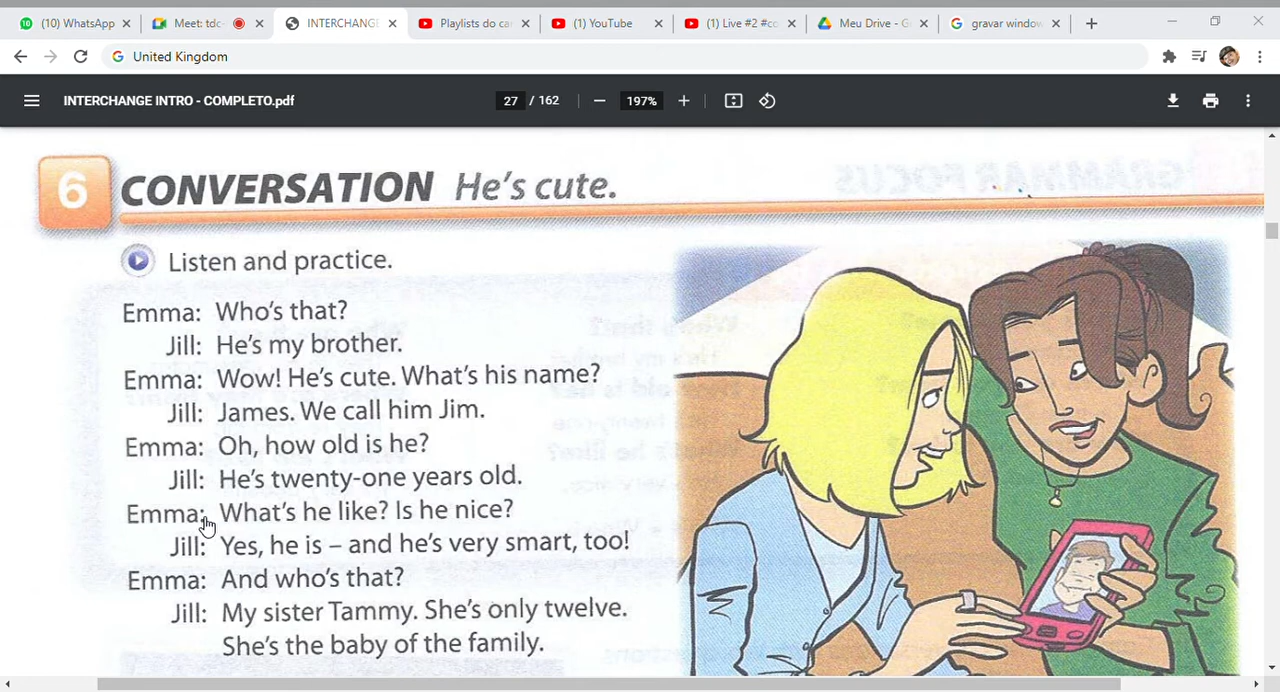 (10) WhatsApp
Meet: tdc-
INTERCHANGE
Playlists do ca
(1) YouTube
(1) Live #2 #co
Meu Drive - G
gravar window
United Kingdom
INTERCHANGE INTRO - COMPLETO.pdf
27 / 162
197%
6 CONVERSATION He's cute.
GRAMMAR FOCUS
Listen and practice.
Emma: Who's that?
Jill: He's my brother.
Emma: Wow! He's cute. What's his name?
Jill: James. We call him Jim.
Emma: Oh, how old is he?
Jill: He's twenty-one years old.
Emma: What's he like? Is he nice?
Jill: Yes, he is – and he's very smart, too!
Emma: And who's that?
Jill: My sister Tammy. She's only twelve.
She's the baby of the family.